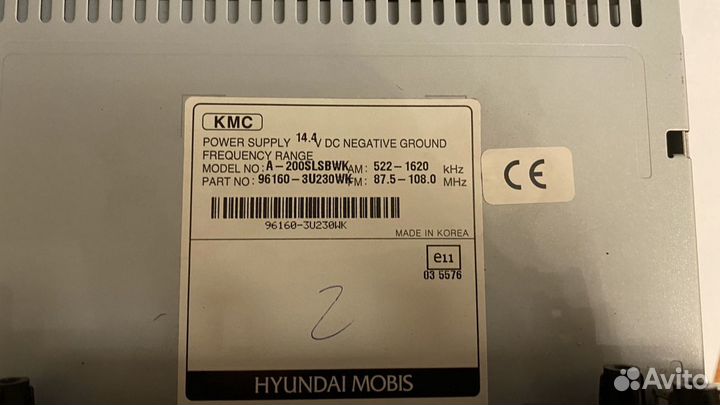 KMC
POWER SUPPLY 14.4V DC NEGATIVE GROUND
FREQUENCY RANGE
MODEL NO: A-200SLSBWK AM: 522-1620 kHz
PART NO: 96160-3U230WK FM: 87.5-108.0 MHz
96160-3U230WK
MADE IN KOREA
e11
03 5576
2
HYUNDAI MOBIS
CE
Avito